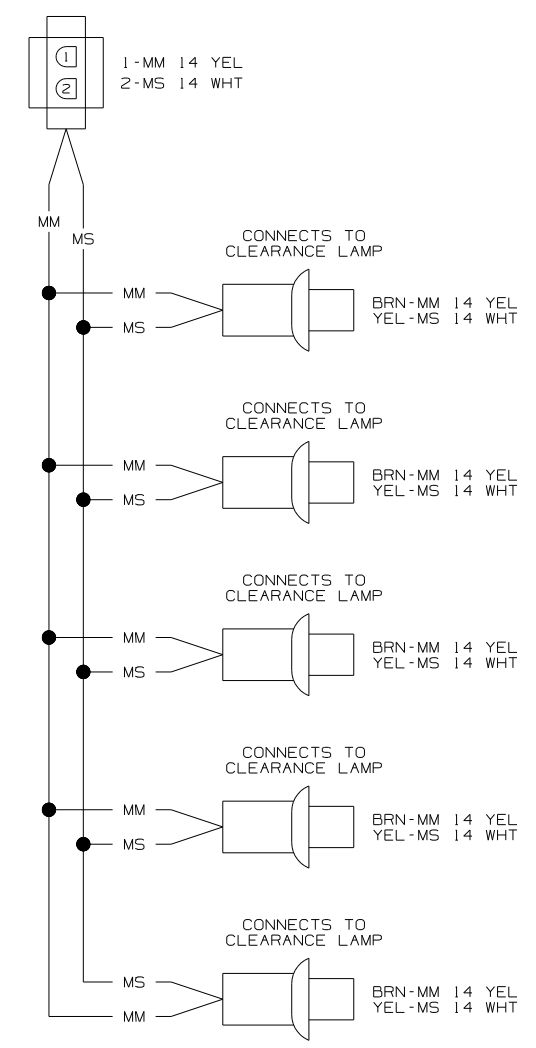 1-MM 14 YEL
2-MS 14 WHT
1
2
MM
MS
CONNECTS TO
CLEARANCE LAMP
MM
MS
BRN-MM 14 YEL
YEL-MS 14 WHT
CONNECTS TO
CLEARANCE LAMP
MM
MS
BRN-MM 14 YEL
YEL-MS 14 WHT
CONNECTS TO
CLEARANCE LAMP
MM
MS
BRN-MM 14 YEL
YEL-MS 14 WHT
CONNECTS TO
CLEARANCE LAMP
MM
MS
BRN-MM 14 YEL
YEL-MS 14 WHT
CONNECTS TO
CLEARANCE LAMP
MS
MM
BRN-MM 14 YEL
YEL-MS 14 WHT